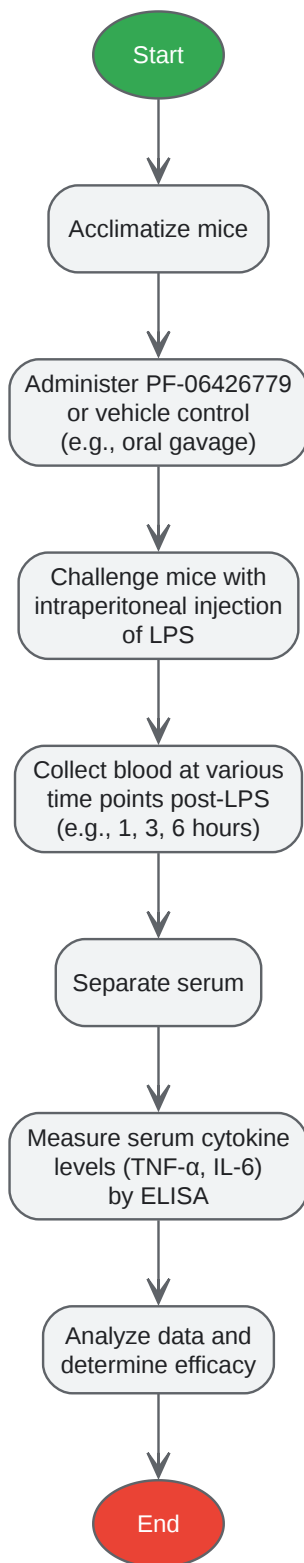 Start
Acclimatize mice
Administer PF-06426779
or vehicle control
(e.g., oral gavage)
Challenge mice with
intraperitoneal injection
of LPS
Collect blood at various
time points post-LPS
(e.g., 1, 3, 6 hours)
Separate serum
Measure serum cytokine
levels (TNF-α, IL-6)
by ELISA
Analyze data and
determine efficacy
End